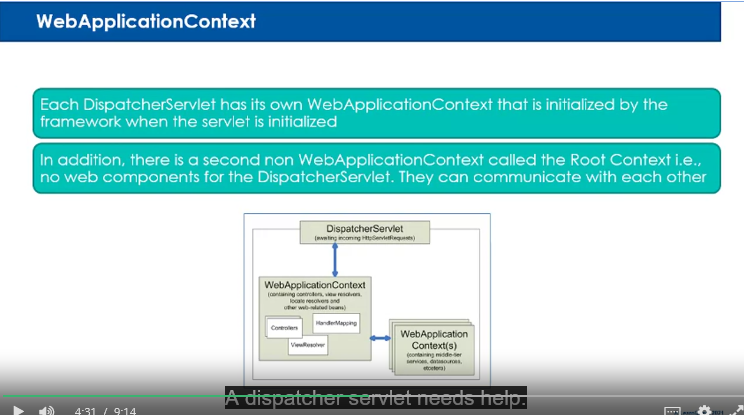 WebApplicationContext
Each DispatcherServlet has its own WebApplicationContext that is initialized by the
framework when the servlet is initialized
In addition, there is a second non WebApplicationContext called the Root Context i.e.,
no web components for the DispatcherServlet. They can communicate with each other
DispatcherServlet
(awaiting incoming HttpServletRequests)
WebApplicationContext
(containing controllers, view resolvers,
locale resolvers and
other web-related beans)
Controllers
HandlerMapping
ViewResolver
WebApplication
Context(s)
(containing middle-tier
services, datasources,
etcetera)
A dispatcher servlet needs help.
4:31 / 9:14